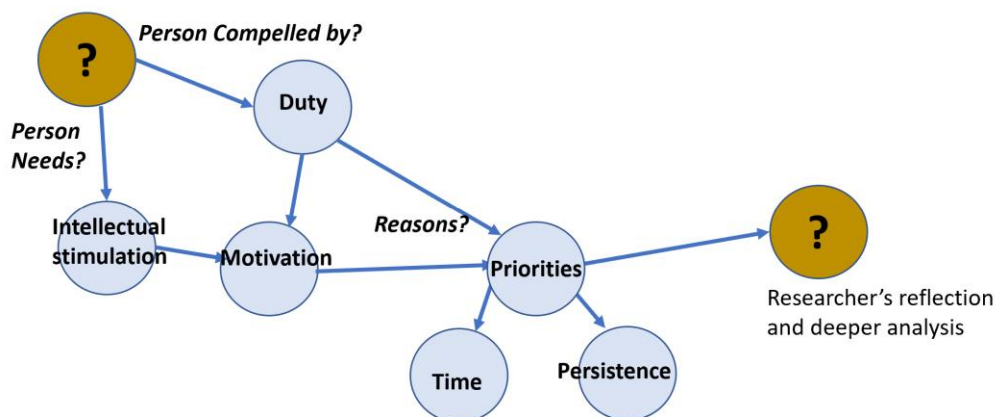 Person Compelled by?
?
Duty
Person
Needs?
Intellectual
stimulation
Motivation
Reasons?
Priorities
?
Researcher’s reflection
and deeper analysis
Time
Persistence